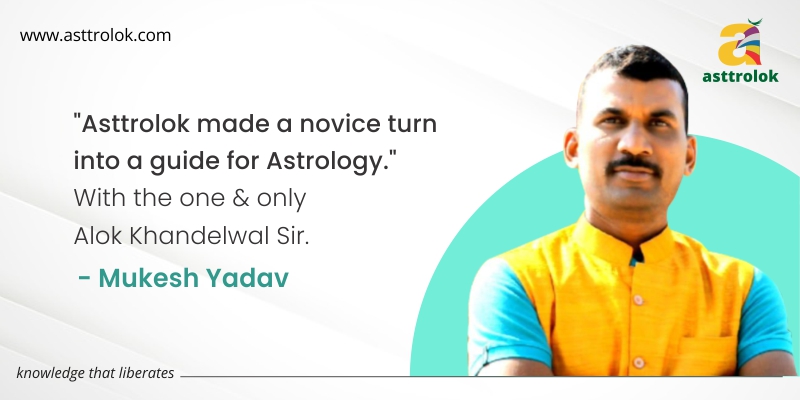 www.asttrolok.com
asttrolok
"Asttrolok made a novice turn
into a guide for Astrology."
With the one & only
Alok Khandelwal Sir.
- Mukesh Yadav
knowledge that liberates